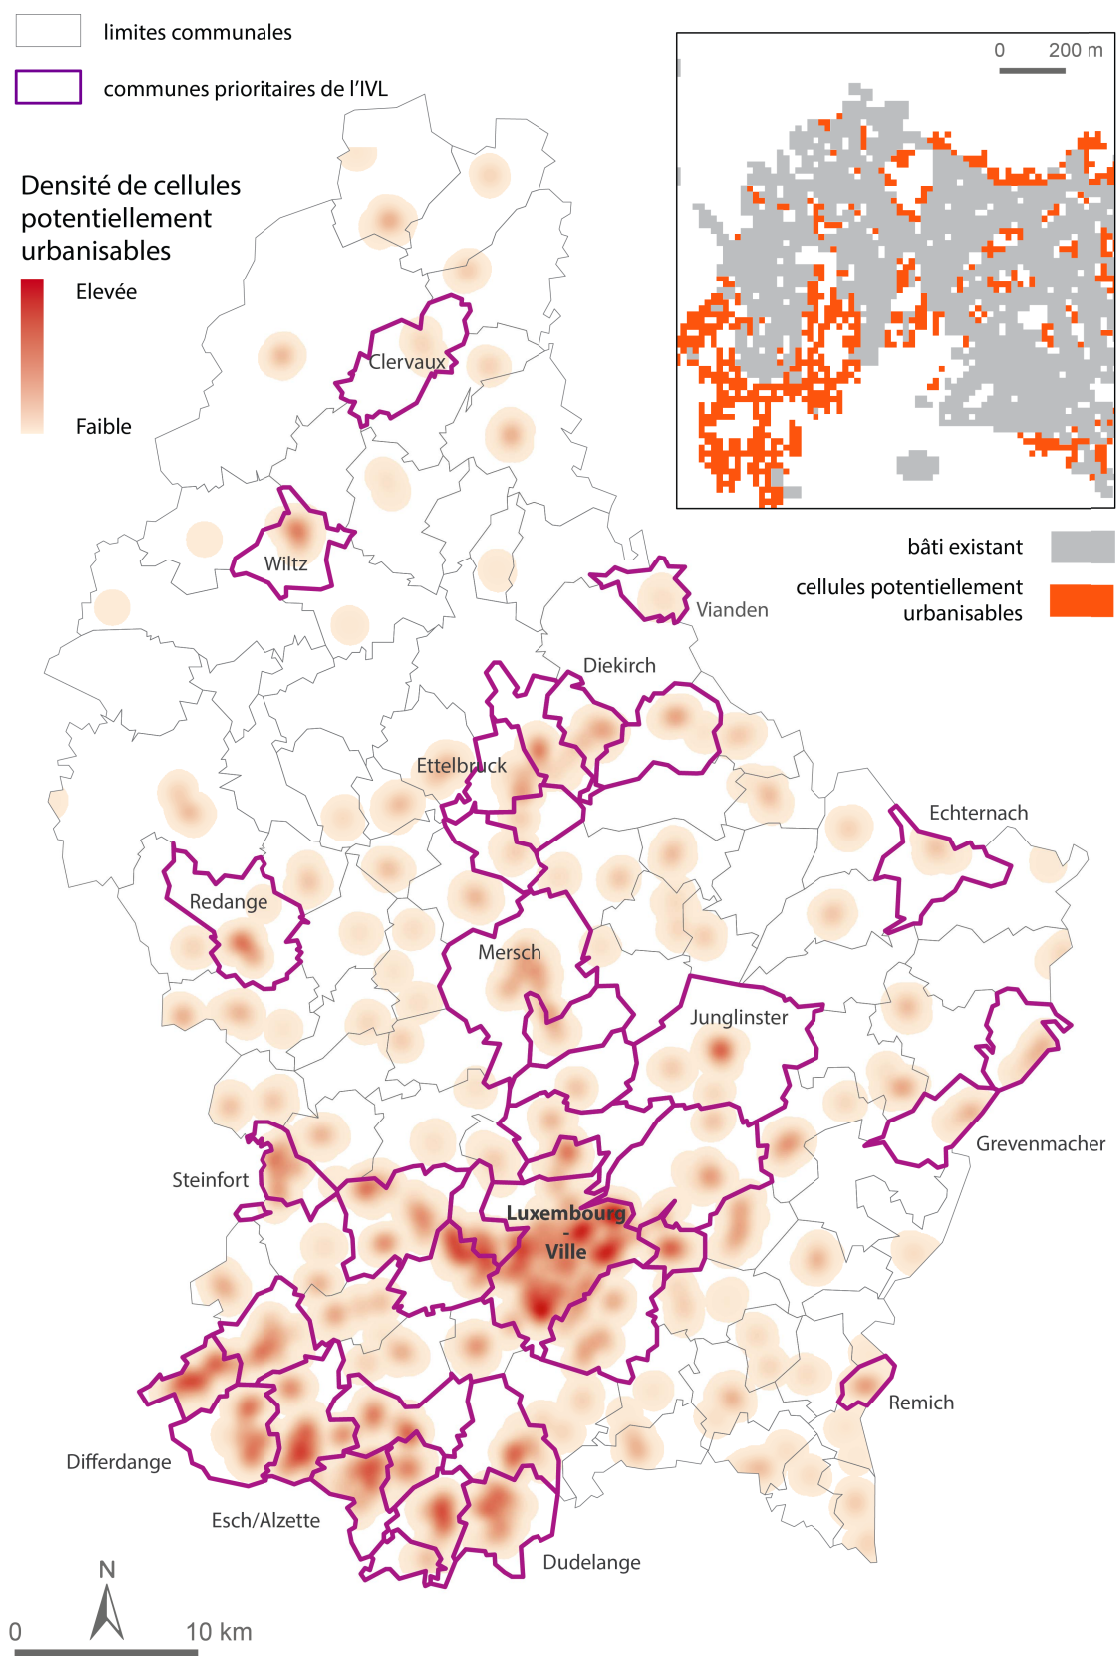 limites communales
communes prioritaires de l'IVL
0 200 m
Densité de cellules
potentiellement
urbanisables
Elevée
Faible
Clervaux
Wiltz
bâti existant
cellules potentiellement
urbanisables
Vianden
Diekirch
Ettelbruck
Echternach
Redange
Mersch
Junglinster
Grevenmacher
Steinfort
Luxembourg
-
Ville
Remich
Differdange
Esch/Alzette
Dudelange
N
0 10 km